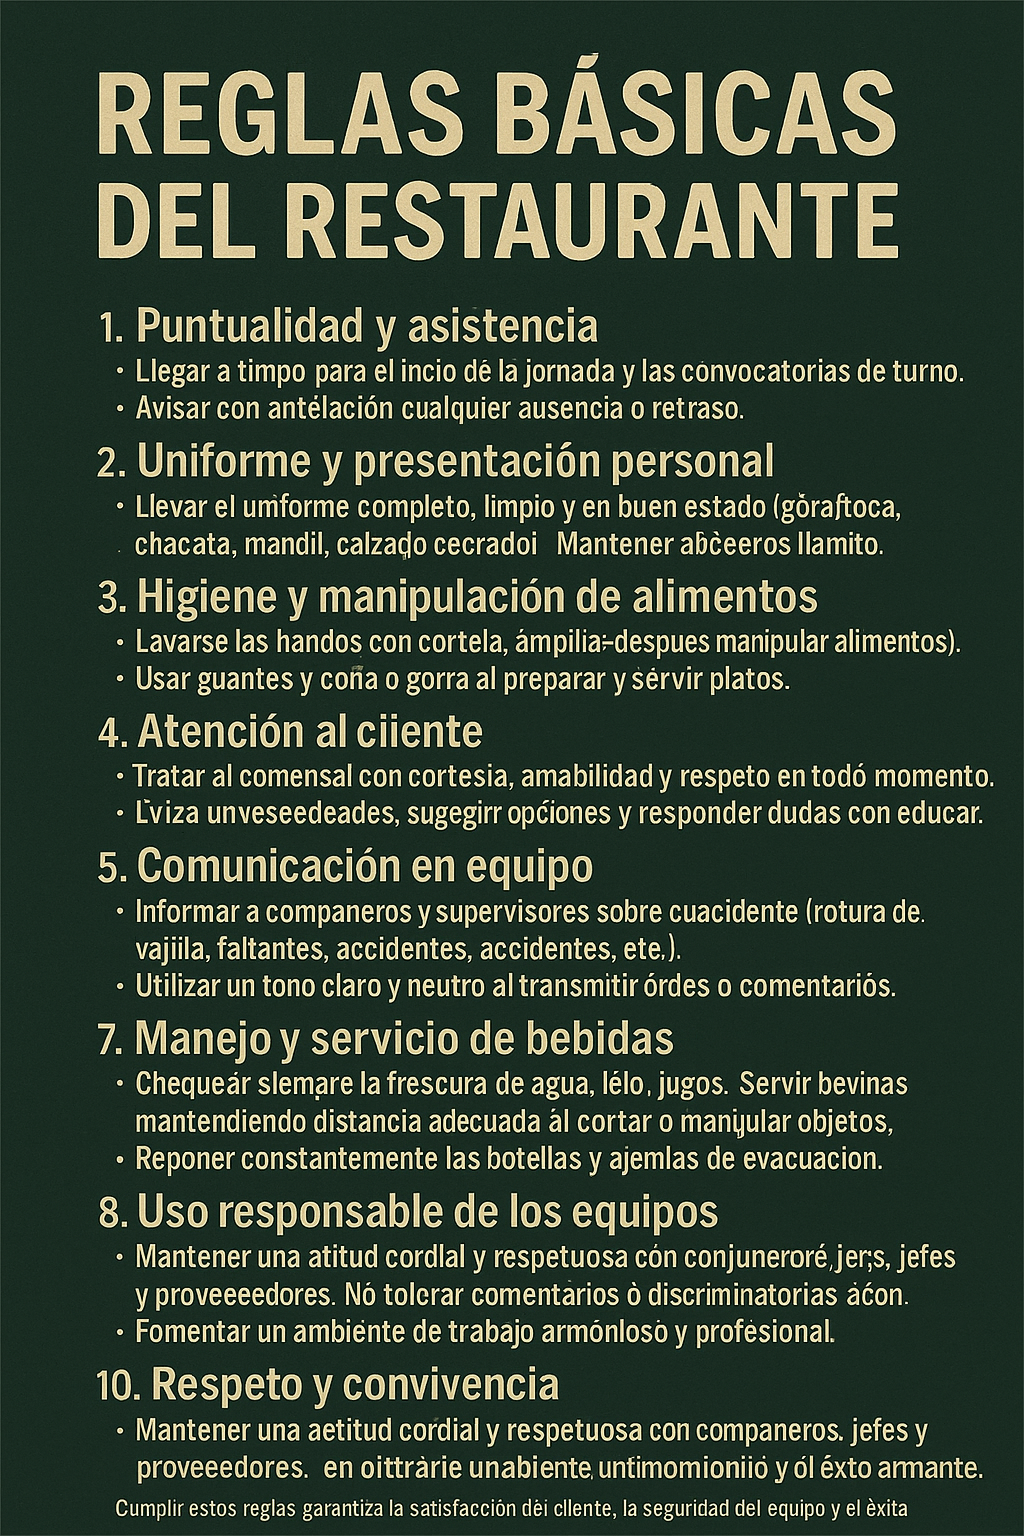 REGLAS BÁSICAS
DEL RESTAURANTE
1. Puntualidad y asistencia
• Llegar a timpo para el incio dé la jornada y las convocatorias de turno.
• Avisar con antélación cualquier ausencia o retraso.
2. Uniforme y presentación personal
• Llevar el umforme completo, limpio y en buen estado (góraftoca,
chacata, mandil, calzado cecradoi Mantener abceeros llamito.
3. Higiene y manipulación de alimentos
• Lavarse las handos con cortela, ámpilia-despues manipular alimentos).
• Usar guantes y coña o gorra al preparar y sérvir platos.
4. Atención al ciiente
• Tratar al comensal con cortesia, amabilidad y respeto en todó momento.
• Lviza unveseedeades, sugegirr opciones y responder dudas con educar.
5. Comunicación en equipo
• Informar a companeros y supervisores sobre cuacidente (rotura de.
vajiila, faltantes, accidentes, accidentes, ete,).
• Utilizar un tono claro y neutro al transmitir órdes o comentariós.
7. Manejo y servicio de bebidas
• Chequeár slemare la frescura de agua, lélo, jugos. Servir bevinas
mantendiendo distancia adecuada ál cortar o manijular objetos,
• Reponer constantemente las botellas y ajemlas de evacuacion.
8. Uso responsable de los equipos
• Mantener una atitud cordlal y respetuosa cón conjuneroré, jer;s, jefes
y proveeeedores. Nó tolcrar comentarios ò discriminatorias àcon.
• Fomentar un ambiénte de trabajo armónlosò y profèsional.
10. Respeto y convivencia
• Mantener una aetitud cordial y respetuosa con companeros. jefes y
proveeedores. en oittràrie unabiente, untimomioniió y ól éxto armante.
Cumplir estos reglas garantiza la satisfacción dèi cllente, la seguridad del equipo y el èxita